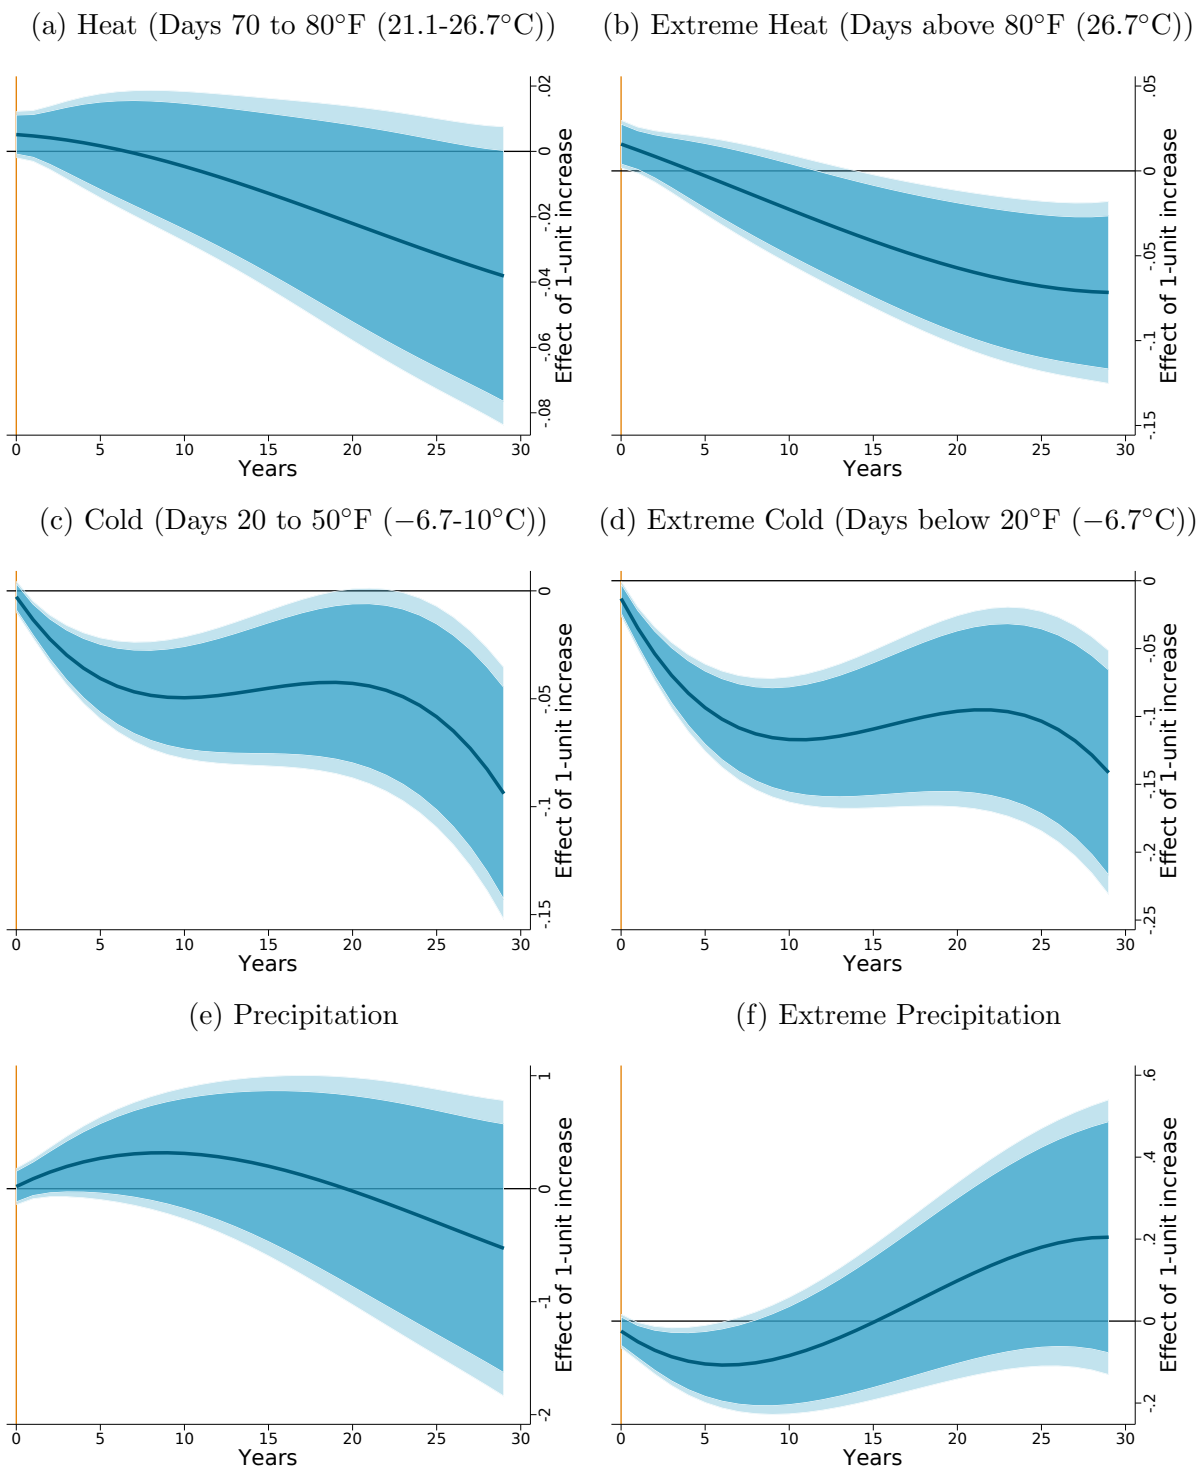 (a) Heat (Days 70 to 80°F (21.1-26.7°C))
(b) Extreme Heat (Days above 80°F (26.7°C))
.02
0
-.02
-.04
-.06
-.08
Effect of 1-unit increase
0 5 10 15 20 25 30
Years
.05
0
-.05
-.1
-.15
Effect of 1-unit increase
0 5 10 15 20 25 30
Years
(c) Cold (Days 20 to 50°F (−6.7-10°C))
(d) Extreme Cold (Days below 20°F (−6.7°C))
0
-.05
-.1
-.15
Effect of 1-unit increase
0 5 10 15 20 25 30
Years
0
-.05
-.1
-.15
-.2
-.25
Effect of 1-unit increase
0 5 10 15 20 25 30
Years
(e) Precipitation
(f) Extreme Precipitation
1
0
-1
-2
Effect of 1-unit increase
0 5 10 15 20 25 30
Years
.6
.4
.2
0
-.2
Effect of 1-unit increase
0 5 10 15 20 25 30
Years